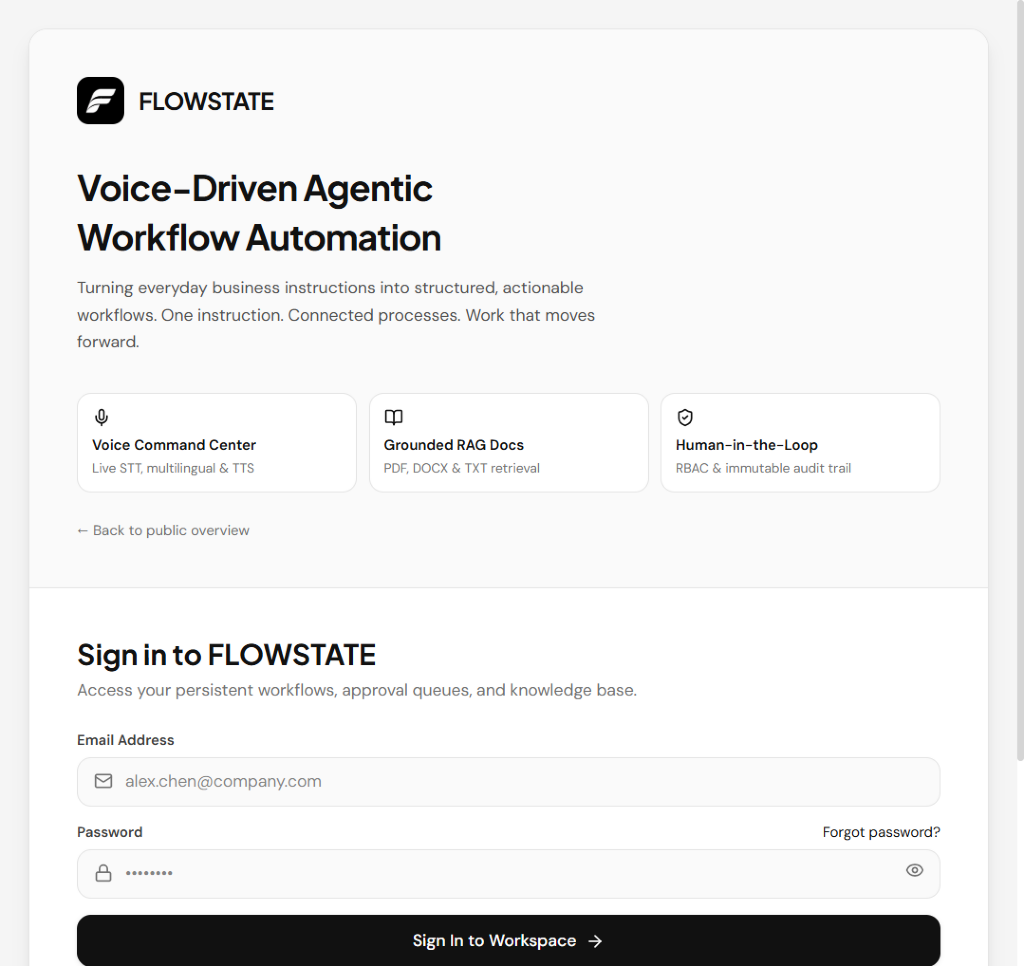 FLOWSTATE
Voice-Driven Agentic
Workflow Automation
Turning everyday business instructions into structured, actionable
workflows. One instruction. Connected processes. Work that moves
forward.
Voice Command Center
Live STT, multilingual & TTS
Grounded RAG Docs
PDF, DOCX & TXT retrieval
Human-in-the-Loop
RBAC & immutable audit trail
← Back to public overview
Sign in to FLOWSTATE
Access your persistent workflows, approval queues, and knowledge base.
Email Address
alex.chen@company.com
Password
Forgot password?
••••••••
Sign In to Workspace →